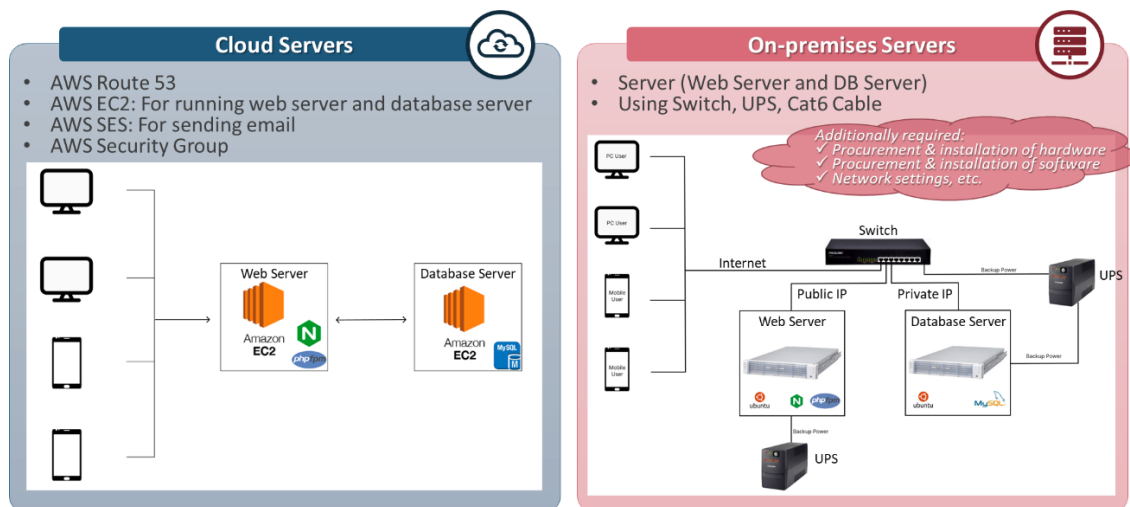 Cloud Servers
• AWS Route 53
• AWS EC2: For running web server and database server
• AWS SES: For sending email
• AWS Security Group
Web Server
Amazon
EC2
N
php fpm
Database Server
Amazon
EC2
MySQL
M
On-premises Servers
• Server (Web Server and DB Server)
• Using Switch, UPS, Cat6 Cable
Additionally required:
✓ Procurement & installation of hardware
✓ Procurement & installation of software
✓ Network settings, etc.
PC User
PC User
Mobile
User
Mobile
User
Internet
Switch
Backup Power
UPS
Public IP
Private IP
Web Server
ubuntu
N
php fpm
Database Server
ubuntu
MySQL
Backup Power
Backup Power
UPS